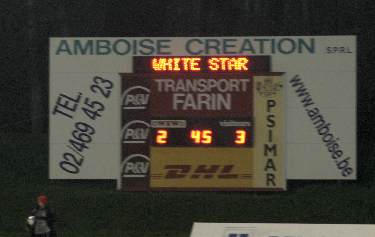 AMBOISE CREATION S.P.R.L
WHITE STAR
TEL.
02/469 45 23
P&V
TRANSPORT
FARIN
P&V
2 45 3
P&V
DHL
PSIMAR
www.amboise.be